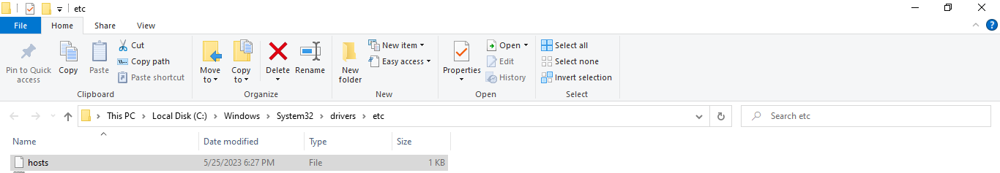 etc
File Home Share View
Pin to Quick access
Copy
Paste
Cut
Copy path
Paste shortcut
Clipboard
Move to
Copy to
Delete
Rename
Organize
New folder
New item
Easy access
New
Properties
Open
Edit
History
Open
Select all
Select none
Invert selection
Select
This PC > Local Disk (C:) > Windows > System32 > drivers > etc
Search etc
Name Date modified Type Size
hosts 5/25/2023 6:27 PM File 1 KB